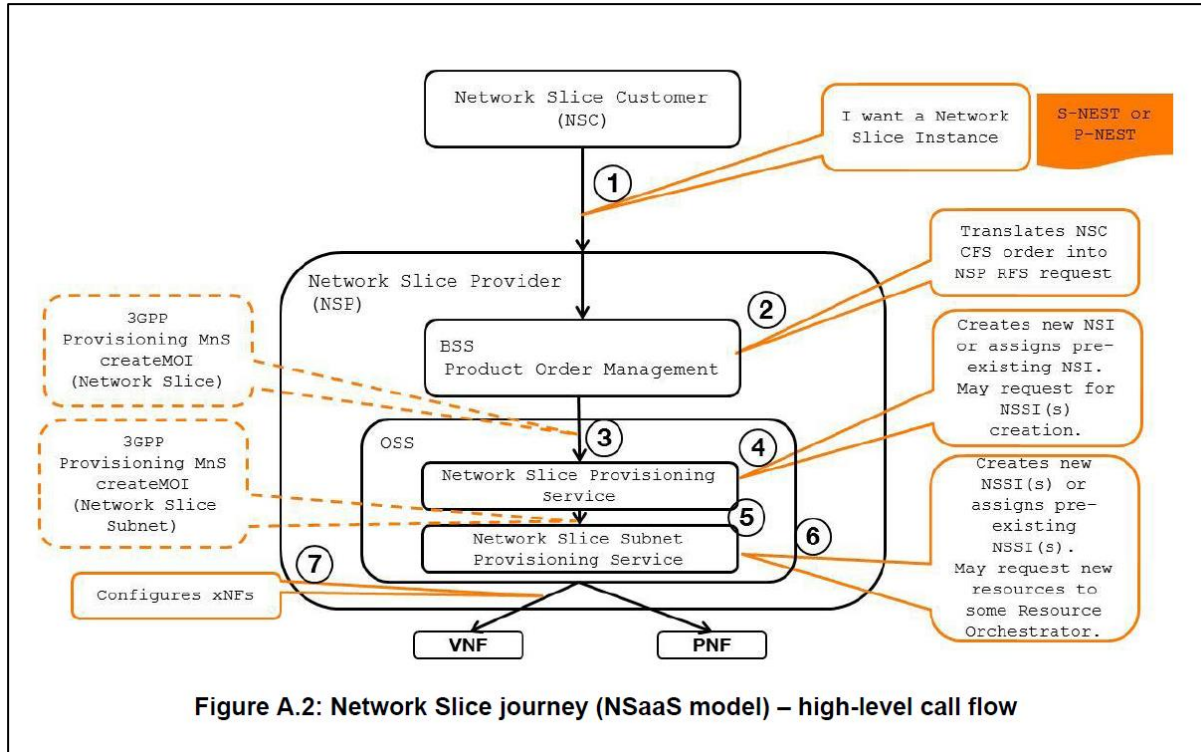 Network Slice Customer
(NSC)
I want a Network
Slice Instance
S-NEST or
P-NEST
1
Translates NSC
CFS order into
NSP RFS request
Network Slice Provider
(NSP)
2
3GPP
Provisioning MnS
createMOI
(Network Slice)
BSS
Product Order Management
Creates new NSI
or assigns pre-
existing NSI.
May request for
NSSI(s)
creation.
3
OSS
4
3GPP
Provisioning MnS
createMOI
(Network Slice
Subnet)
Network Slice Provisioning
Service
5
Network Slice Subnet
Provisioning Service
6
Creates new
NSSI(s) or
assigns pre-
existing
NSSI(s).
May request new
resources to
some Resource
Orchestrator.
7
Configures xNFs
VNF
PNF
Figure A.2: Network Slice journey (NSaaS model) – high-level call flow